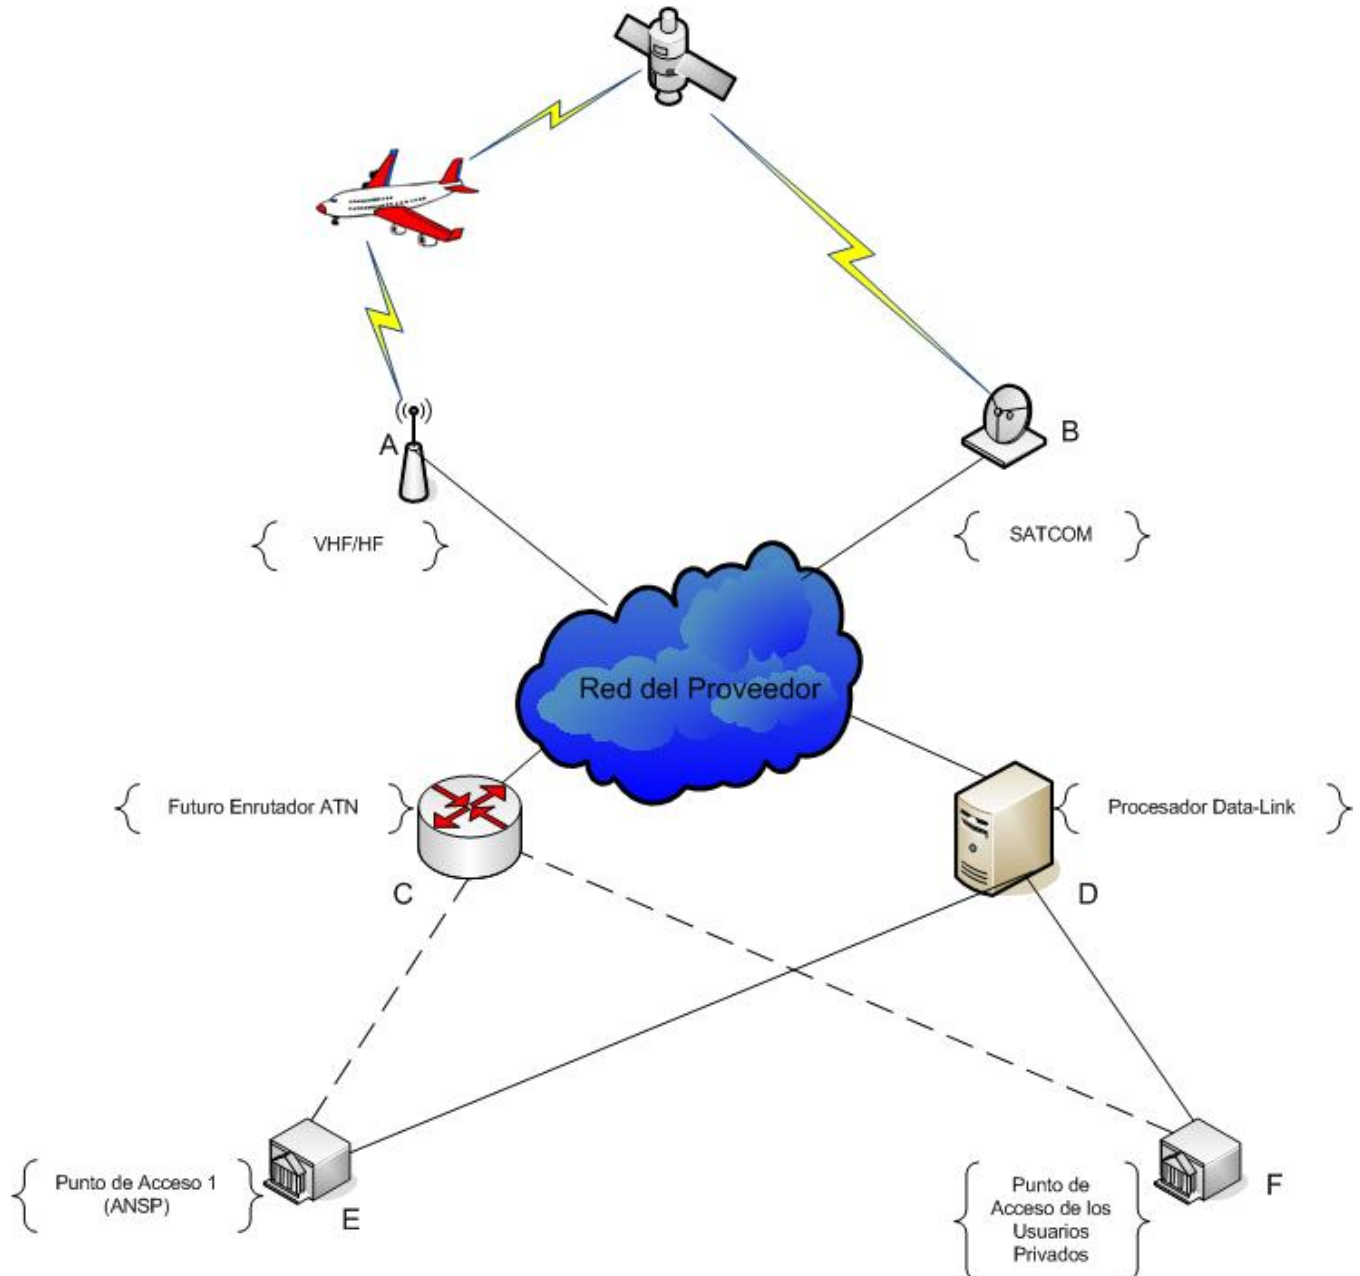 A
B
VHF/HF
SATCOM
Red del Proveedor
Futuro Enrutador ATN
Procesador Data-Link
C
D
Punto de Acceso 1
(ANSP)
E
Punto de
Acceso de los
Usuarios
Privados
F